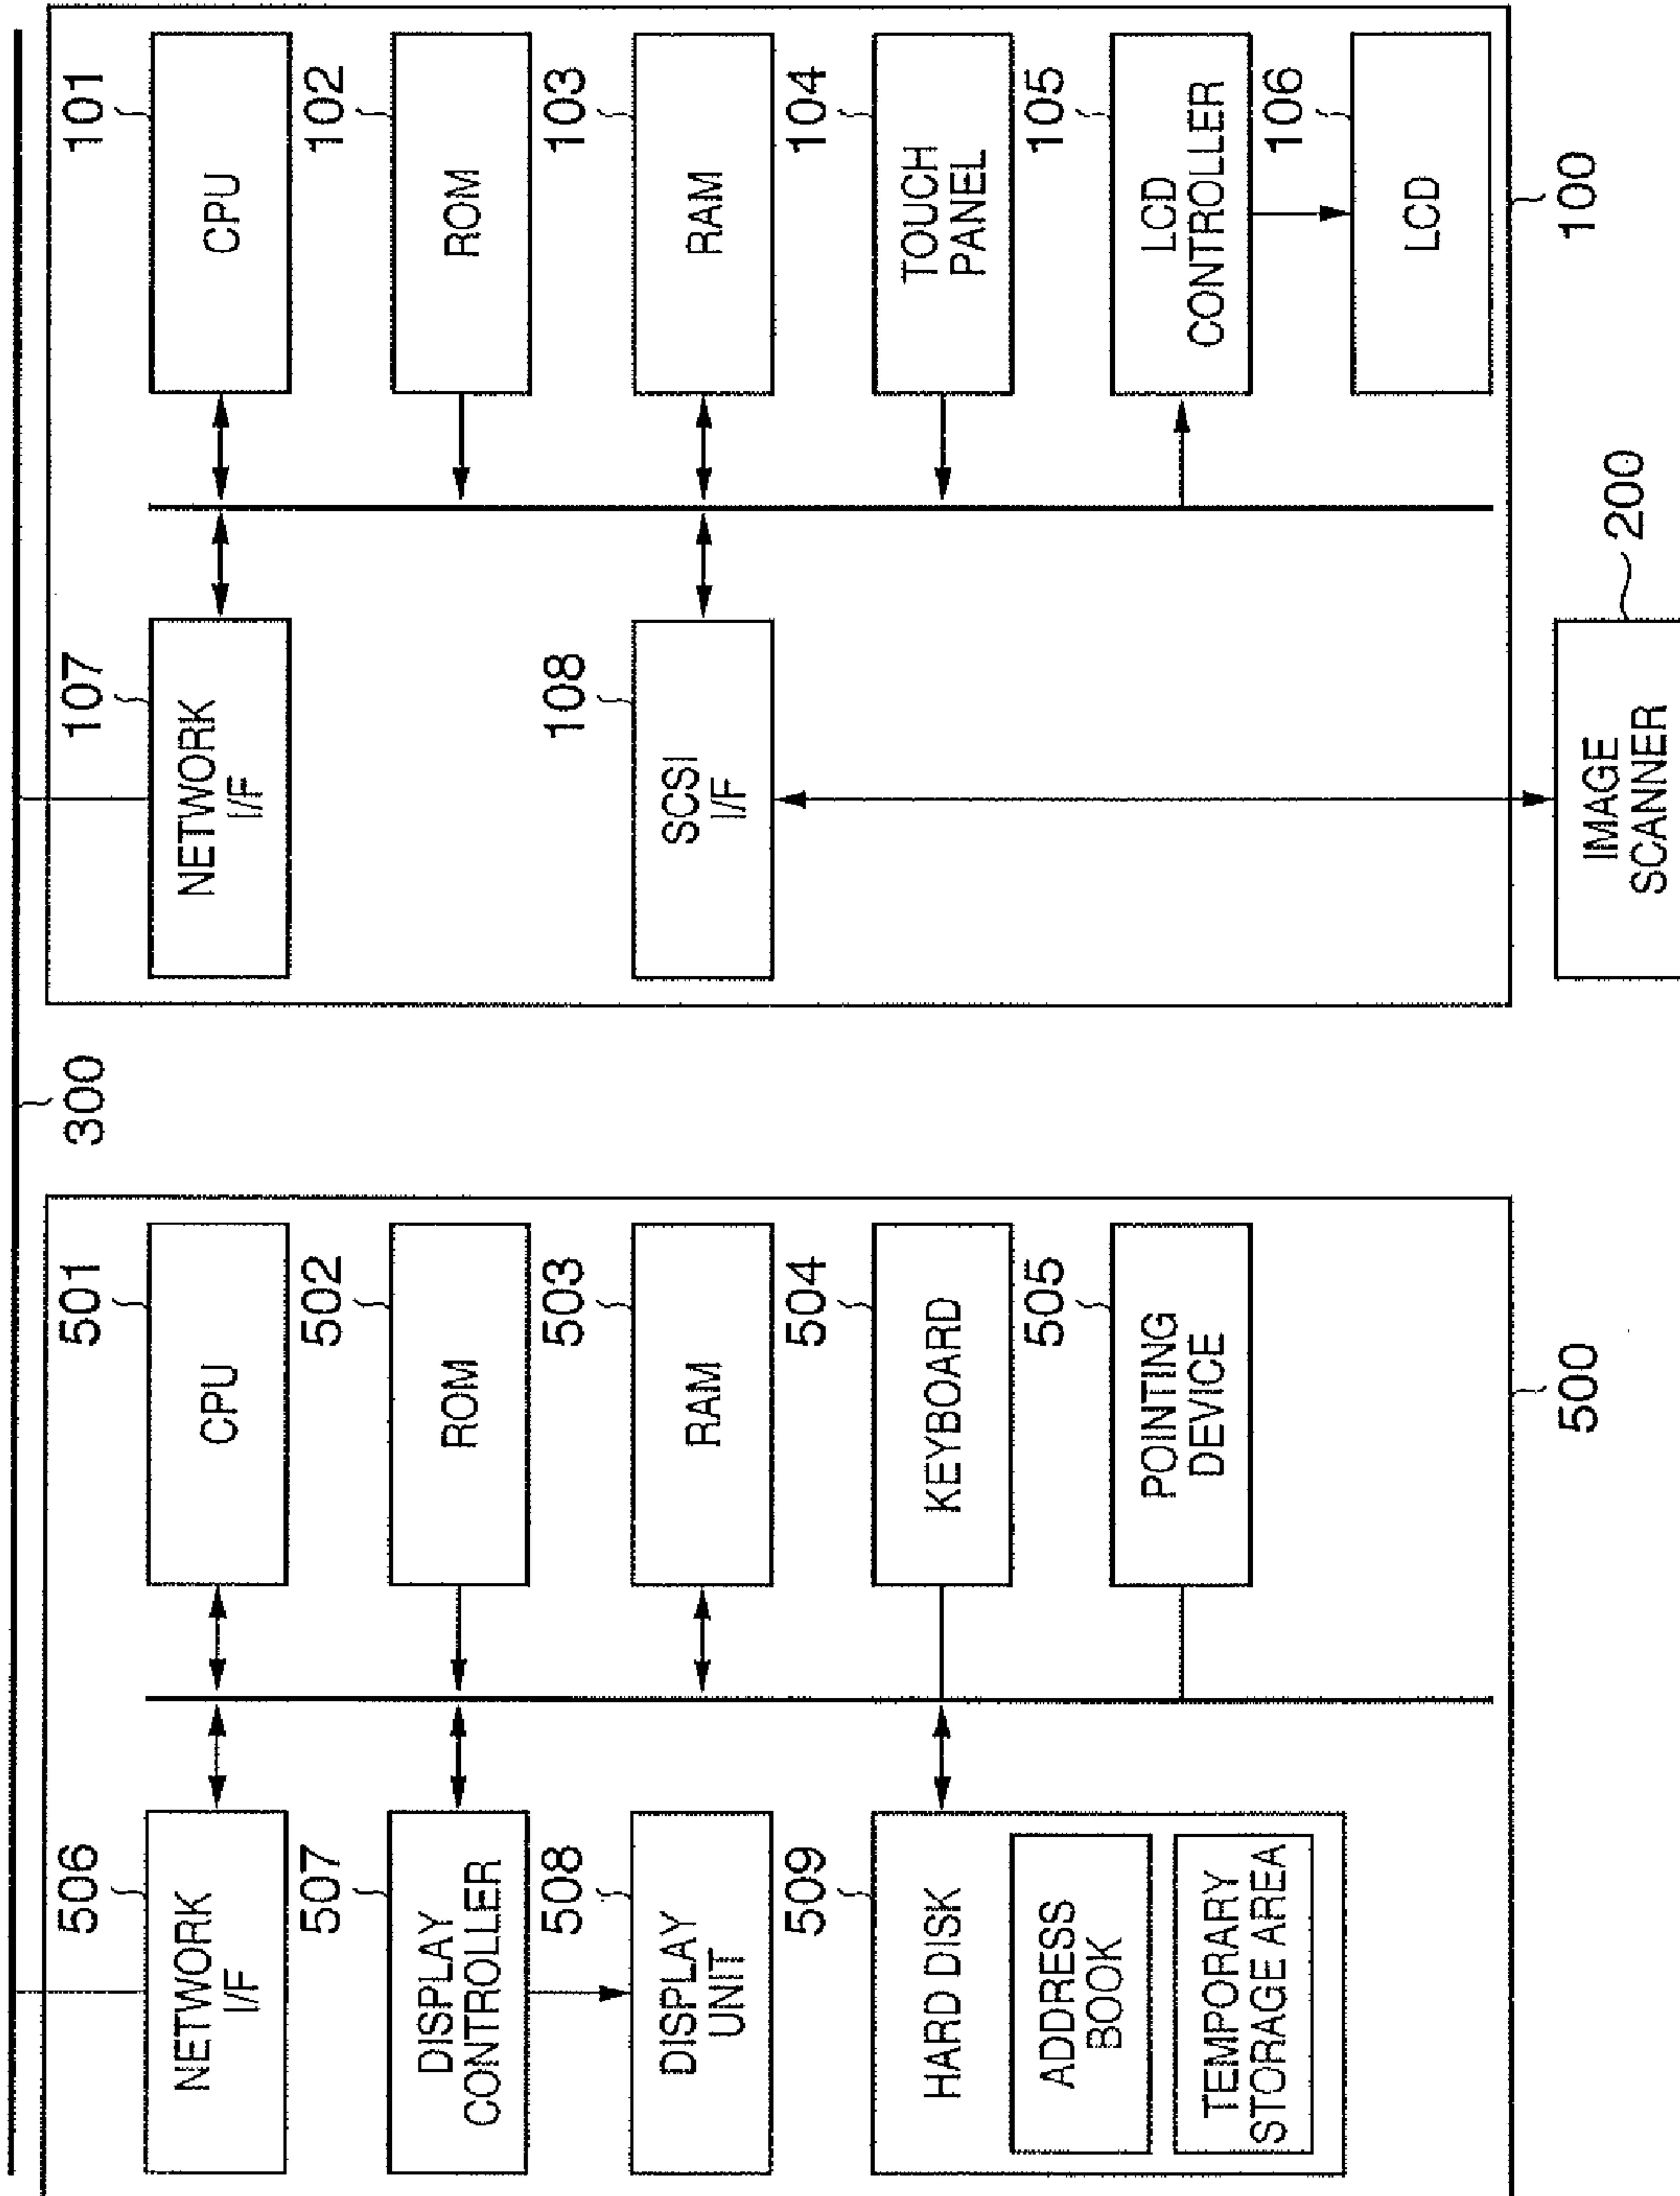 300
506
NETWORK
I/F
507
DISPLAY
CONTROLLER
508
DISPLAY
UNIT
509
HARD DISK
ADDRESS
BOOK
TEMPORARY
STORAGE AREA
501
CPU
502
ROM
503
RAM
504
KEYBOARD
505
POINTING
DEVICE
500
107
NETWORK
I/F
108
SCSI
I/F
101
CPU
102
ROM
103
RAM
104
TOUCH
PANEL
105
LCD
CONTROLLER
106
LCD
100
200
IMAGE
SCANNER